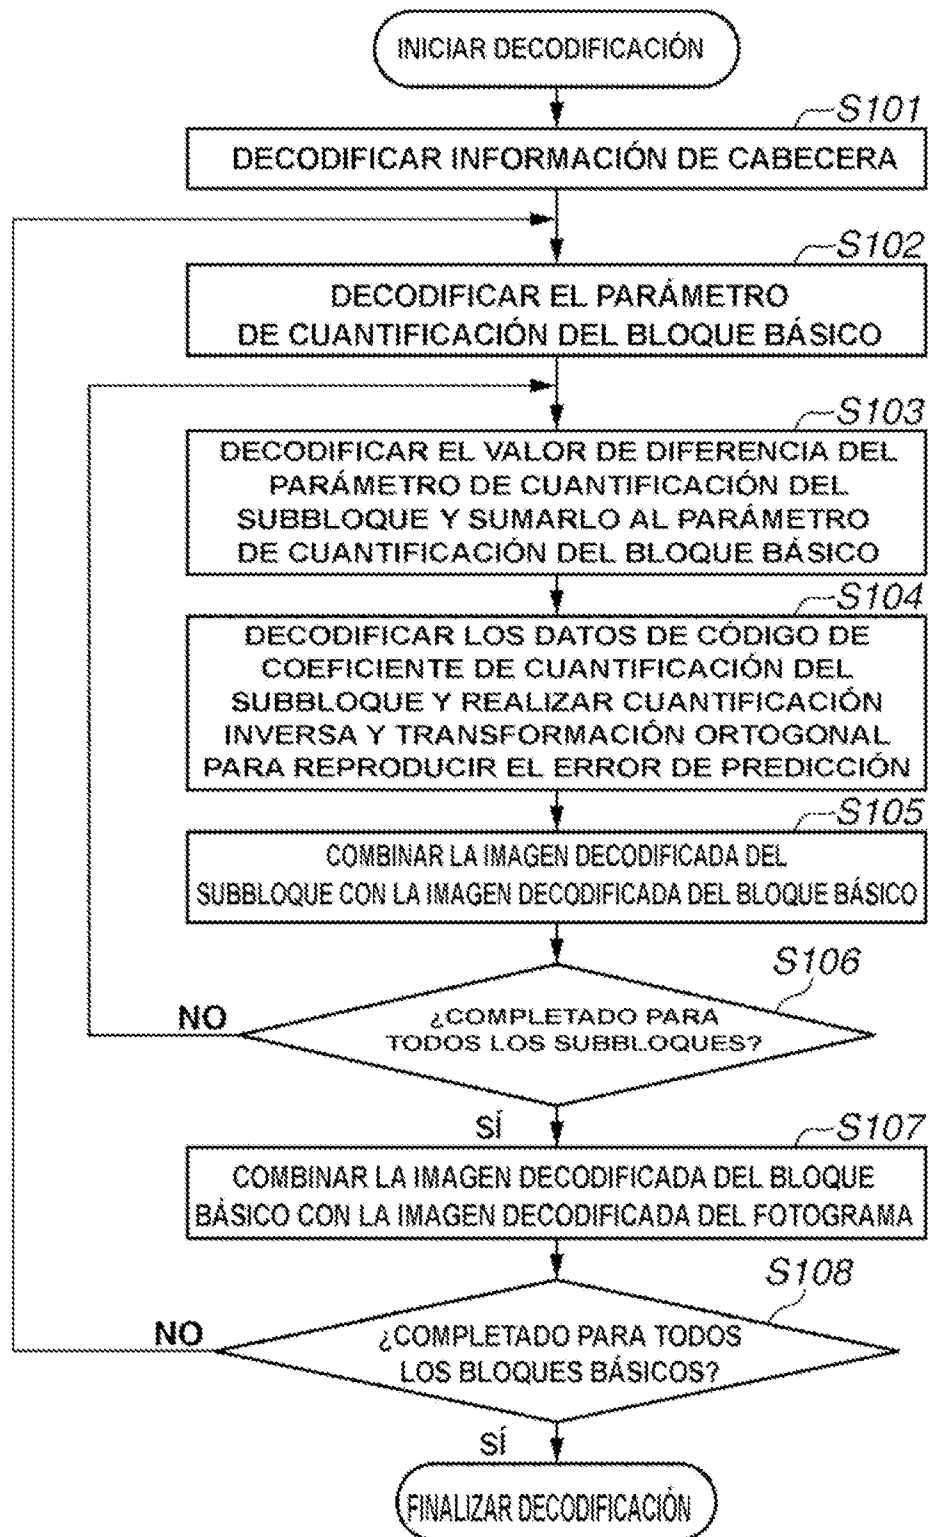 INICIAR DECODIFICACIÓN
S101
DECODIFICAR INFORMACIÓN DE CABECERA
S102
DECODIFICAR EL PARÁMETRO
DE CUANTIFICACIÓN DEL BLOQUE BÁSICO
S103
DECODIFICAR EL VALOR DE DIFERENCIA DEL
PARÁMETRO DE CUANTIFICACIÓN DEL
SUBBLOQUE Y SUMARLO AL PARÁMETRO
DE CUANTIFICACIÓN DEL BLOQUE BÁSICO
S104
DECODIFICAR LOS DATOS DE CÓDIGO DE
COEFICIENTE DE CUANTIFICACIÓN DEL
SUBBLOQUE Y REALIZAR CUANTIFICACIÓN
INVERSA Y TRANSFORMACIÓN ORTOGONAL
PARA REPRODUCIR EL ERROR DE PREDICCIÓN
S105
COMBINAR LA IMAGEN DECODIFICADA DEL
SUBBLOQUE CON LA IMAGEN DECODIFICADA DEL BLOQUE BÁSICO
S106
NO
¿COMPLETADO PARA
TODOS LOS SUBBLOQUES?
SÍ
S107
COMBINAR LA IMAGEN DECODIFICADA DEL BLOQUE
BÁSICO CON LA IMAGEN DECODIFICADA DEL FOTOGRAMA
S108
NO
¿COMPLETADO PARA TODOS
LOS BLOQUES BÁSICOS?
SÍ
FINALIZAR DECODIFICACIÓN